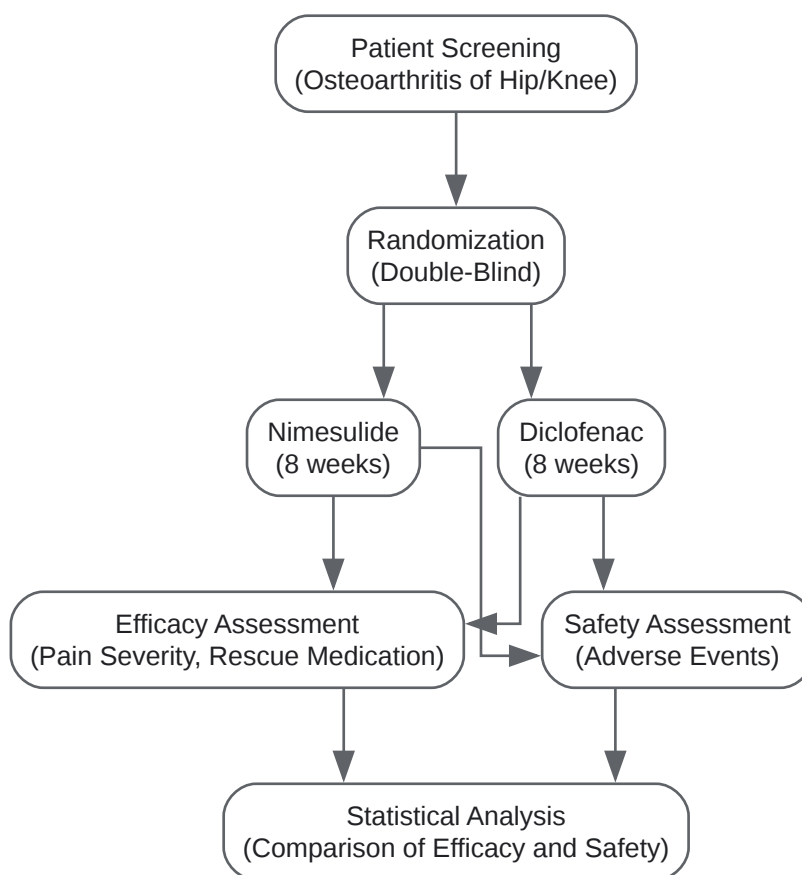 Patient Screening
(Osteoarthritis of Hip/Knee)
Randomization
(Double-Blind)
Nimesulide
(8 weeks)
Diclofenac
(8 weeks)
Efficacy Assessment
(Pain Severity, Rescue Medication)
Safety Assessment
(Adverse Events)
Statistical Analysis
(Comparison of Efficacy and Safety)